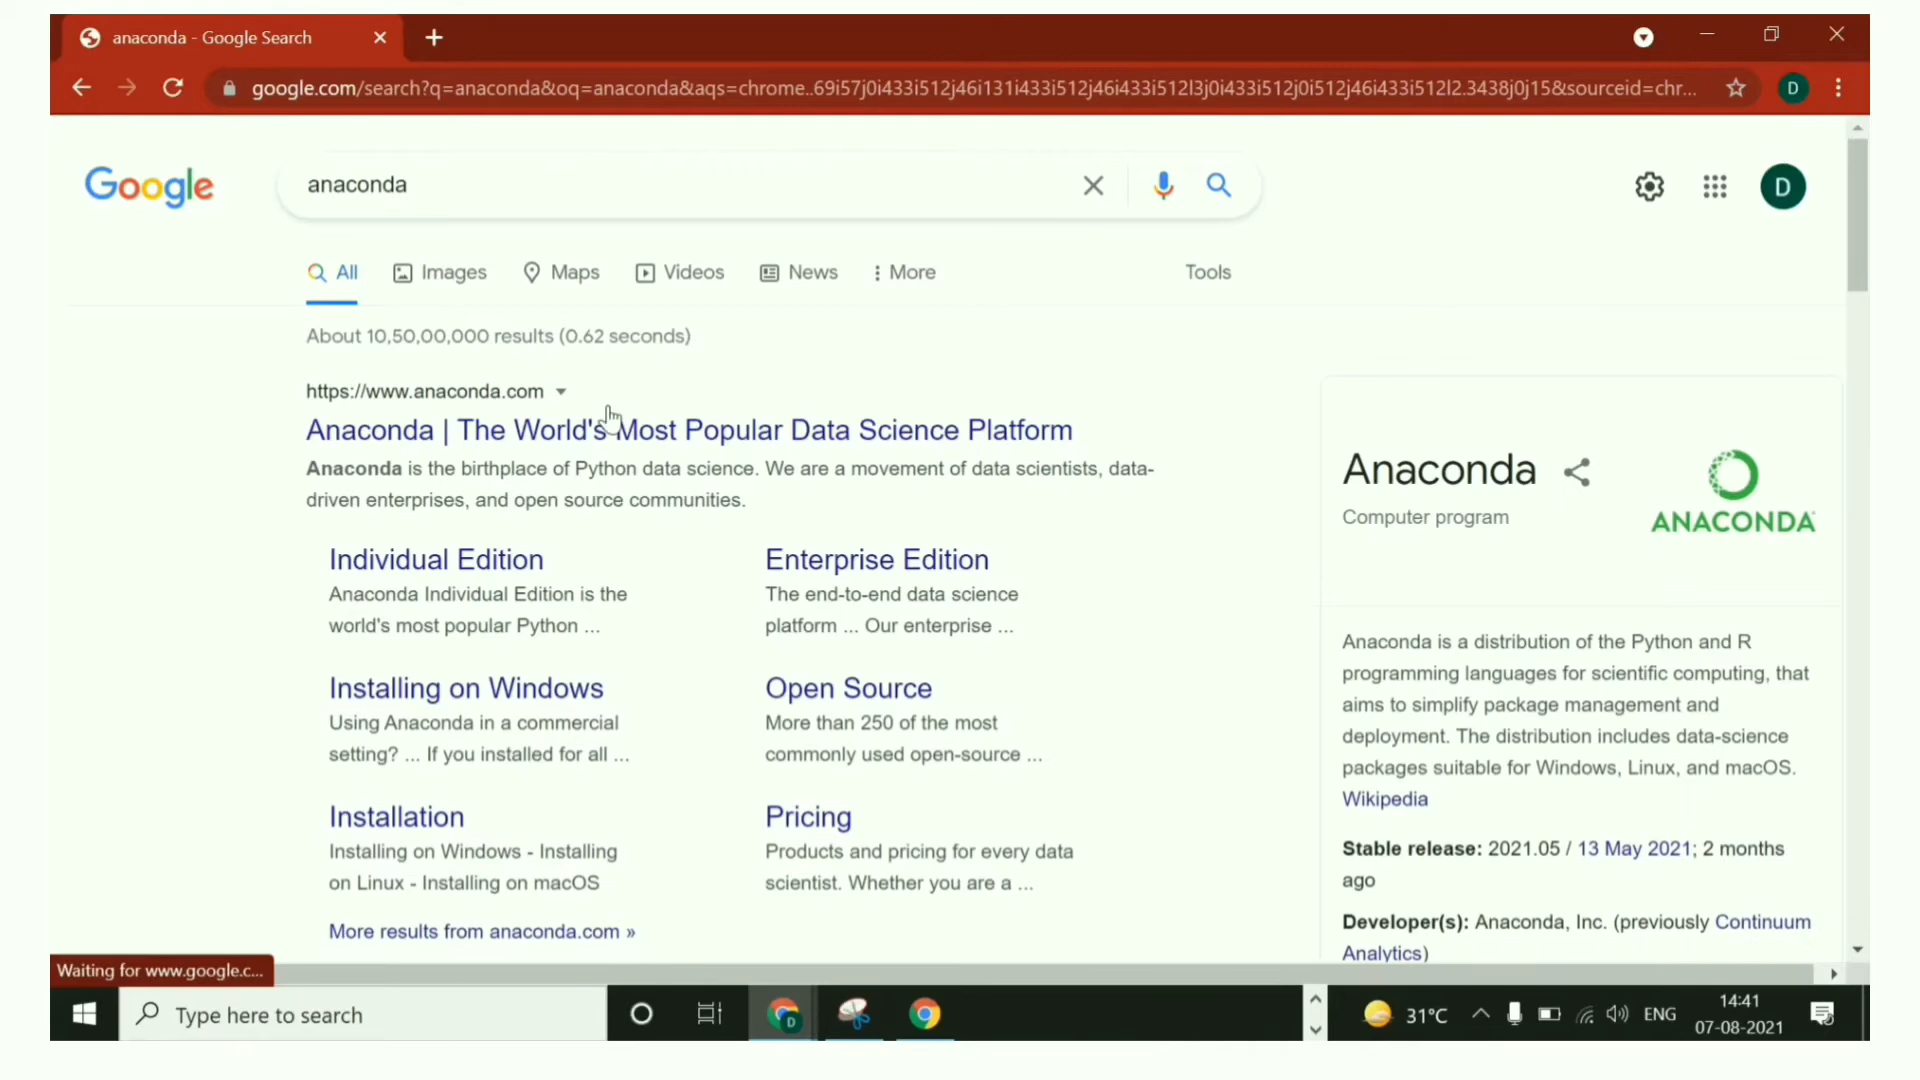 anaconda - Google Search
google.com/search?q=anaconda&oq=anaconda&aqs=chrome..69i57j0i433i512j46i131i433i512j46i433i512l3j0i433i512j0i512j46i433i512l2.3438j0j15&sourceid=chr...
D
Google
anaconda
D
All
Images
Maps
Videos
News
More
Tools
About 10,50,00,000 results (0.62 seconds)
https://www.anaconda.com
Anaconda | The World's Most Popular Data Science Platform
Anaconda is the birthplace of Python data science. We are a movement of data scientists, data-
driven enterprises, and open source communities.
Individual Edition
Anaconda Individual Edition is the
world's most popular Python ...
Enterprise Edition
The end-to-end data science
platform ... Our enterprise ...
Installing on Windows
Using Anaconda in a commercial
setting? ... If you installed for all ...
Open Source
More than 250 of the most
commonly used open-source ...
Installation
Installing on Windows - Installing
on Linux - Installing on macOS
Pricing
Products and pricing for every data
scientist. Whether you are a ...
More results from anaconda.com »
Anaconda
Computer program
ANACONDA
Anaconda is a distribution of the Python and R
programming languages for scientific computing, that
aims to simplify package management and
deployment. The distribution includes data-science
packages suitable for Windows, Linux, and macOS.
Wikipedia
Stable release: 2021.05 / 13 May 2021; 2 months
ago
Developer(s): Anaconda, Inc. (previously Continuum
Analytics)
Waiting for www.google.c...
Type here to search
D
31°C
ENG
14:41
07-08-2021